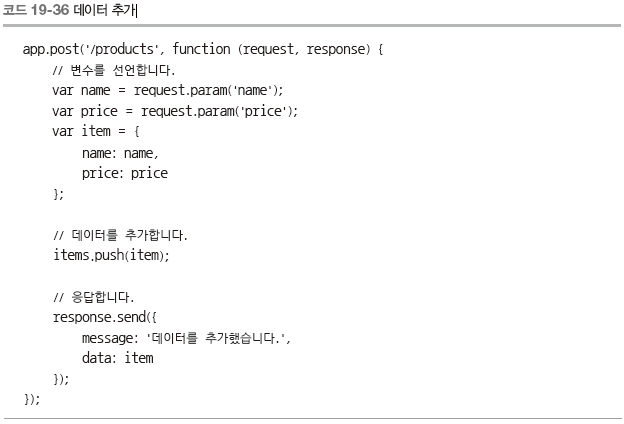 코드 19-36 데이터 추가
app.post('/products', function (request, response) {
// 변수를 선언합니다.
var name = request.param('name');
var price = request.param('price');
var item = {
name: name,
price: price
};
// 데이터를 추가합니다.
items.push(item);
// 응답합니다.
response.send({
message: '데이터를 추가했습니다.',
data: item
});
});